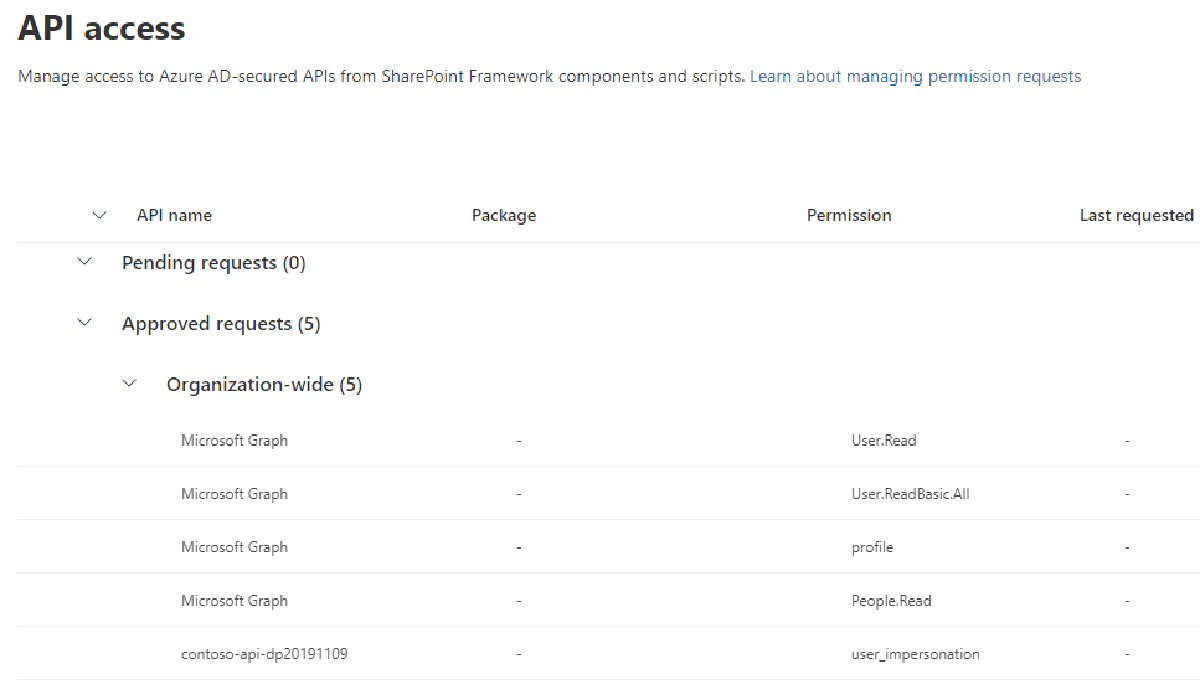 API access
Manage access to Azure AD-secured APIs from SharePoint Framework components and scripts. Learn about managing permission requests
API name Package Permission Last requested
Pending requests (0)
Approved requests (5)
Organization-wide (5)
Microsoft Graph - User.Read -
Microsoft Graph - User.ReadBasic.All -
Microsoft Graph - profile -
Microsoft Graph - People.Read -
contoso-api-dp20191109 - user_impersonation -